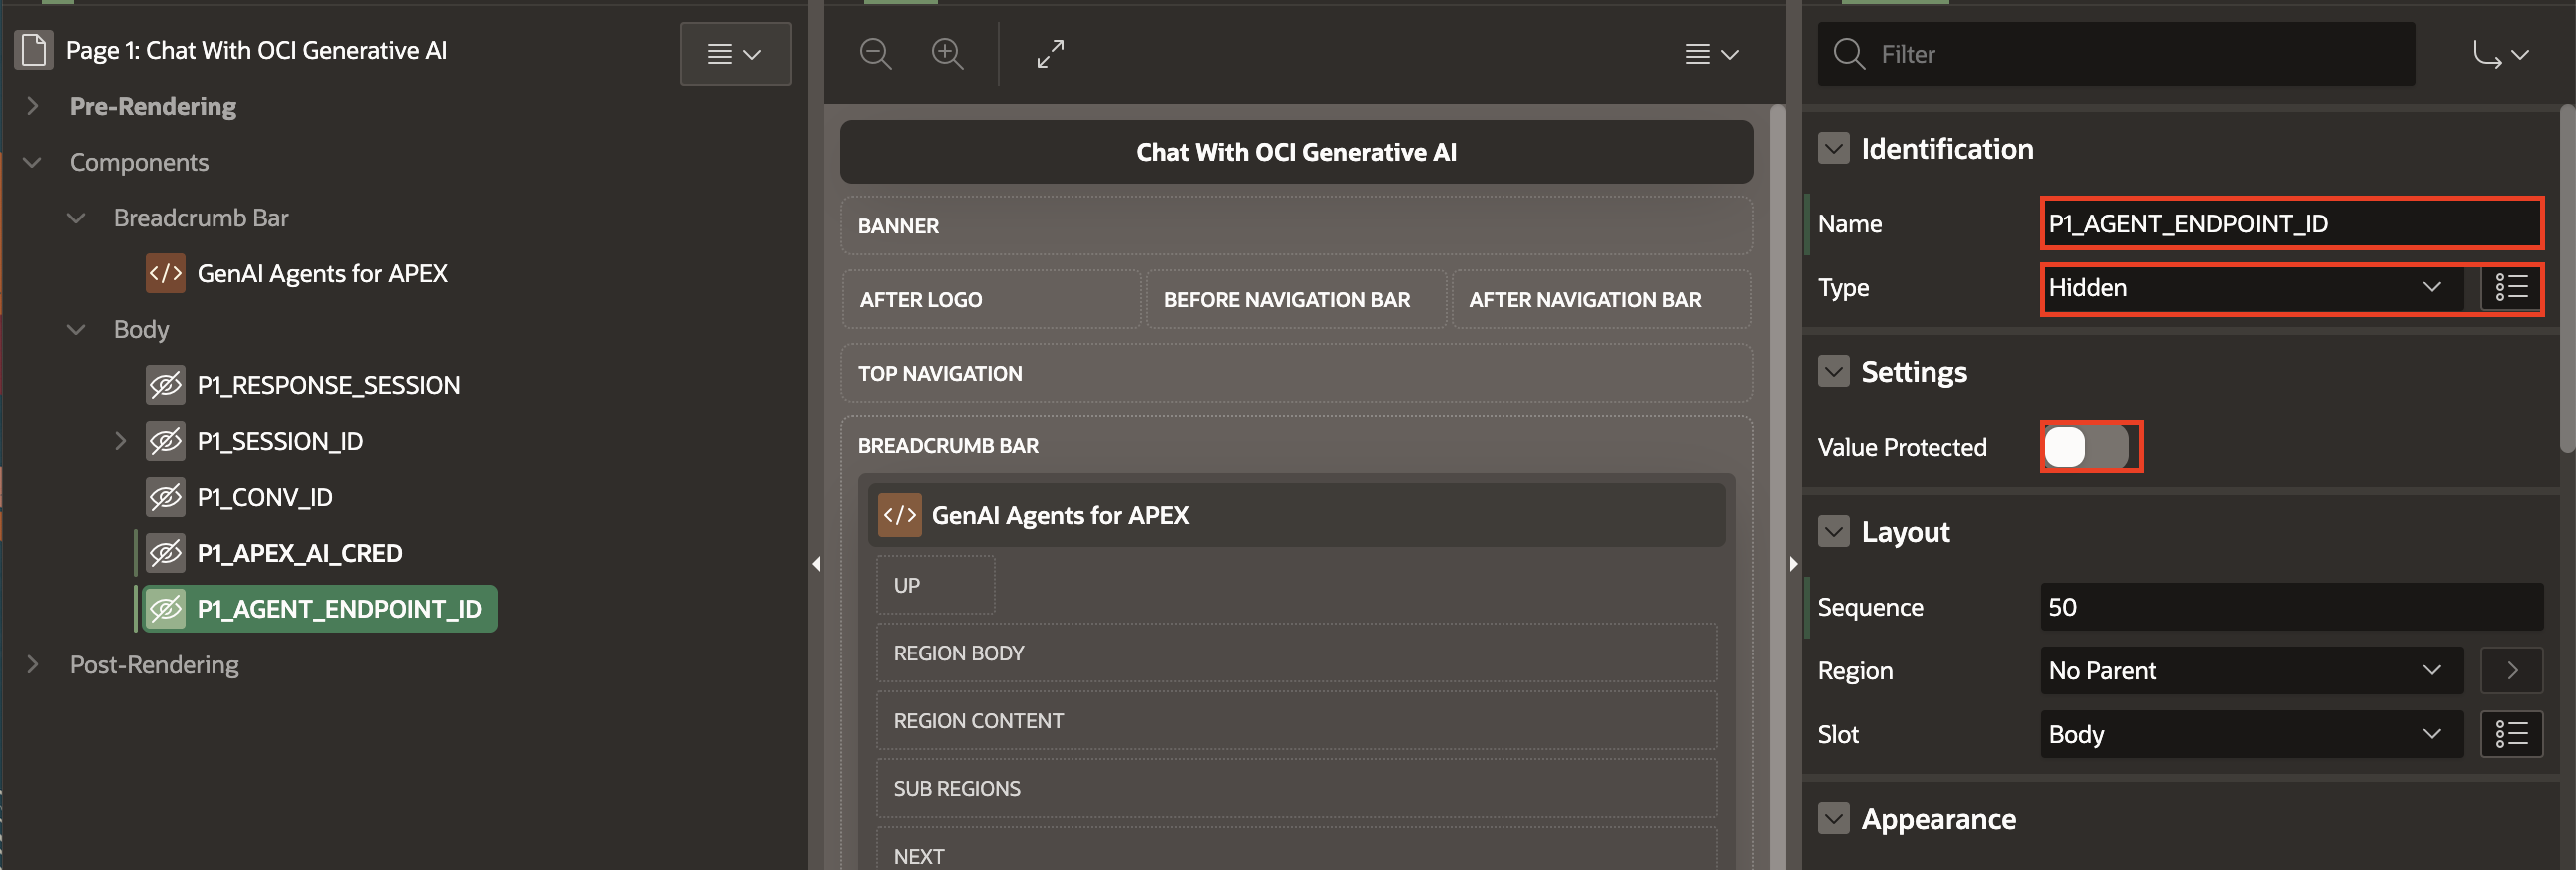 Page 1: Chat With OCI Generative AI
Pre-Rendering
Components
Breadcrumb Bar
GenAI Agents for APEX
Body
P1_RESPONSE_SESSION
P1_SESSION_ID
P1_CONV_ID
P1_APEX_AI_CRED
P1_AGENT_ENDPOINT_ID
Post-Rendering
Chat With OCI Generative AI
BANNER
AFTER LOGO
BEFORE NAVIGATION BAR
AFTER NAVIGATION BAR
TOP NAVIGATION
BREADCRUMB BAR
GenAI Agents for APEX
UP
REGION BODY
REGION CONTENT
SUB REGIONS
NEXT
Filter
Identification
Name P1_AGENT_ENDPOINT_ID
Type Hidden
Settings
Value Protected
Layout
Sequence 50
Region No Parent
Slot Body
Appearance